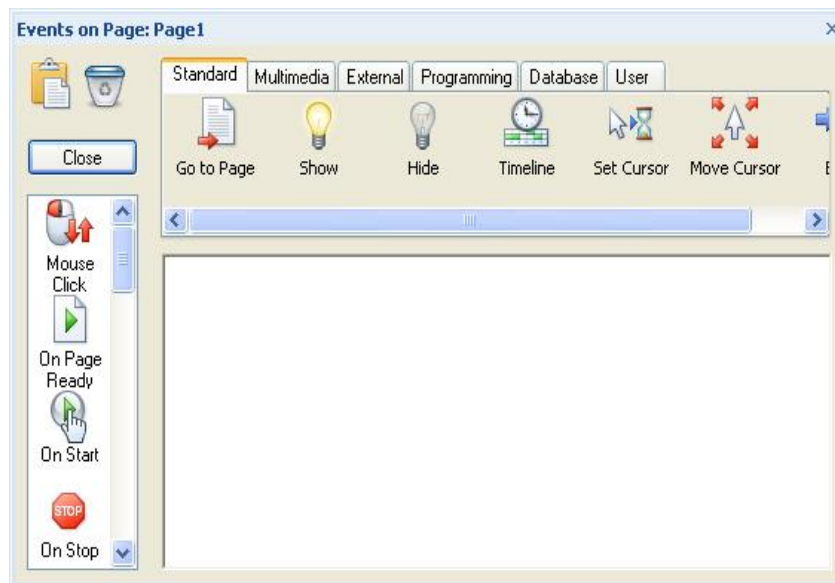 Events on Page: Page1
Standard Multimedia External Programming Database User
Close
Go to Page Show Hide Timeline Set Cursor Move Cursor
Mouse
Click
On Page
Ready
On Start
STOP
On Stop